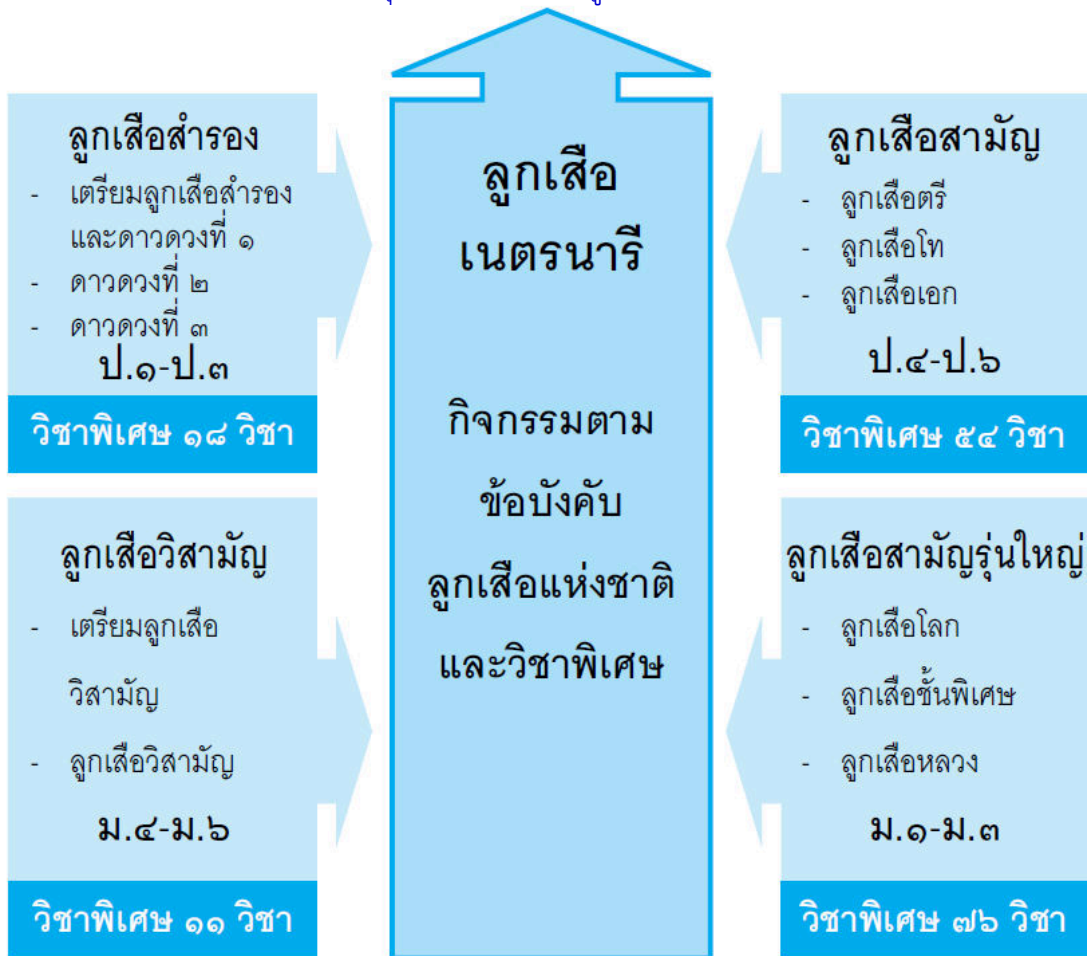 ลูกเสือสำรอง
- เตรียมลูกเสือสำรอง
และดาวดวงที่ ๑
- ดาวดวงที่ ๒
- ดาวดวงที่ ๓
ป.๑-ป.๓
วิชาพิเศษ ๑๘ วิชา
ลูกเสือ
เนตรนารี
กิจกรรมตาม
ข้อบังคับ
ลูกเสือแห่งชาติ
และวิชาพิเศษ
ลูกเสือสามัญ
- ลูกเสือตรี
- ลูกเสือโท
- ลูกเสือเอก
ป.๔-ป.๖
วิชาพิเศษ ๕๔ วิชา
ลูกเสือวิสามัญ
- เตรียมลูกเสือ
วิสามัญ
- ลูกเสือวิสามัญ
ม.๔-ม.๖
วิชาพิเศษ ๑๑ วิชา
ลูกเสือสามัญรุ่นใหญ่
- ลูกเสือโลก
- ลูกเสือชั้นพิเศษ
- ลูกเสือหลวง
ม.๑-ม.๓
วิชาพิเศษ ๗๖ วิชา